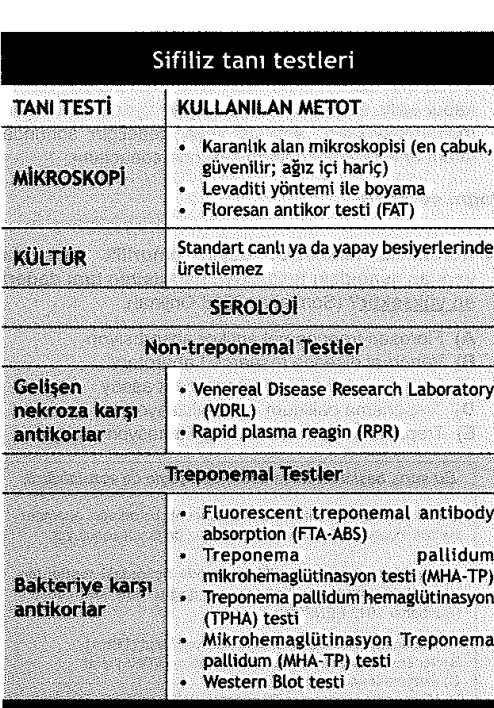 Sifiliz tanı testleri
TANI TESTİ
KULLANILAN METOT
MİKROSKOPİ
• Karanlık alan mikroskopisi (en çabuk,
güvenilir; ağız içi hariç)
• Levaditi yöntemi ile boyama
• Floresan antikor testi (FAT)
KÜLTÜR
Standart canlı ya da yapay besiyerlerinde
üretilemez
SEROLOJİ
Non-treponemal Testler
Gelişen
nekroza karşı
antikorlar
• Venereal Disease Research Laboratory
(VDRL)
• Rapid plasma reagin (RPR)
Treponemal Testler
Bakteriye karşı
antikorlar
• Fluorescent treponemal antibody
absorption (FTA-ABS)
• Treponema pallidum
mikrohemaglütinasyon testi (MHA-TP)
• Treponema pallidum hemaglütinasyon
(TPHA) testi
• Mikrohemaglütinasyon Treponema
pallidum (MHA-TP) testi
• Western Blot testi